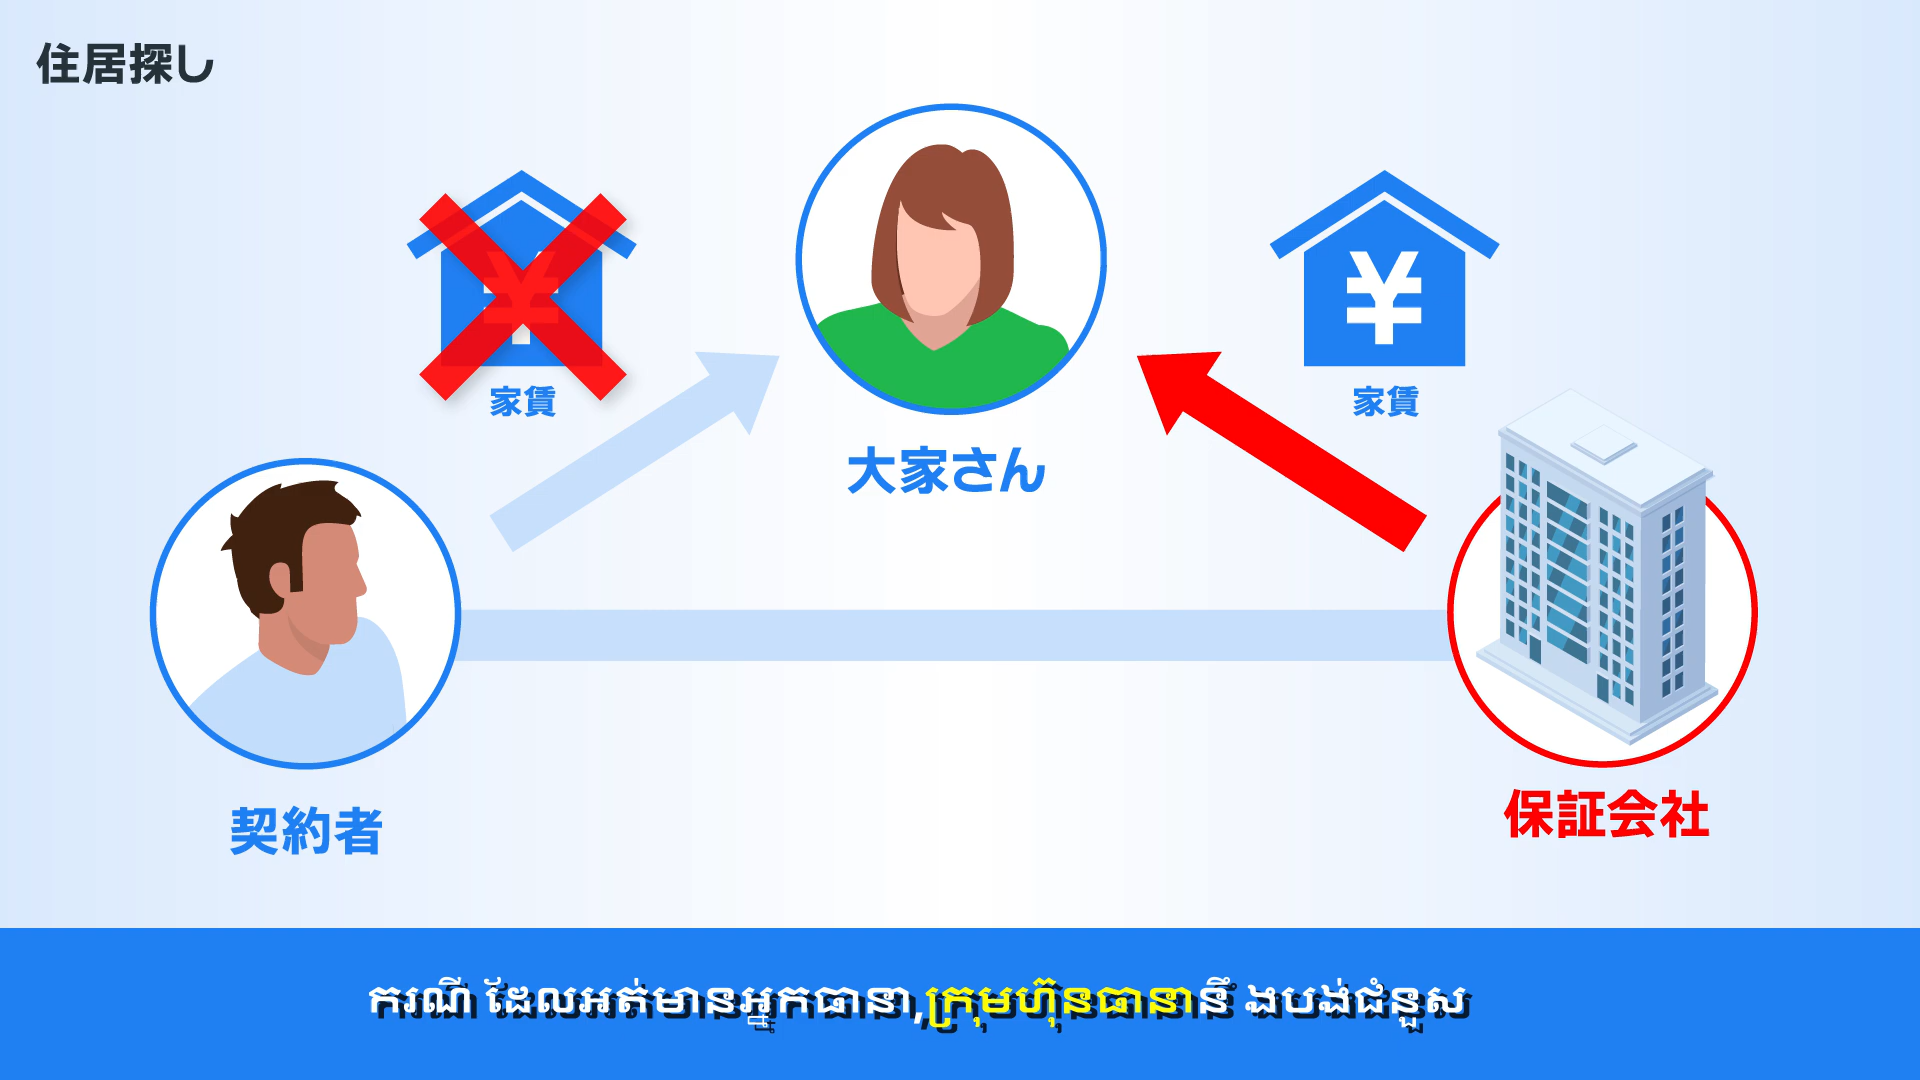 住居探し
¥
¥
家賃
家賃
大家さん
契約者
保証会社
ករណី ដែលអត់មានអ្នកធានា,ក្រុមហ៊ុនធានានឹ ងបង់ជំនួស